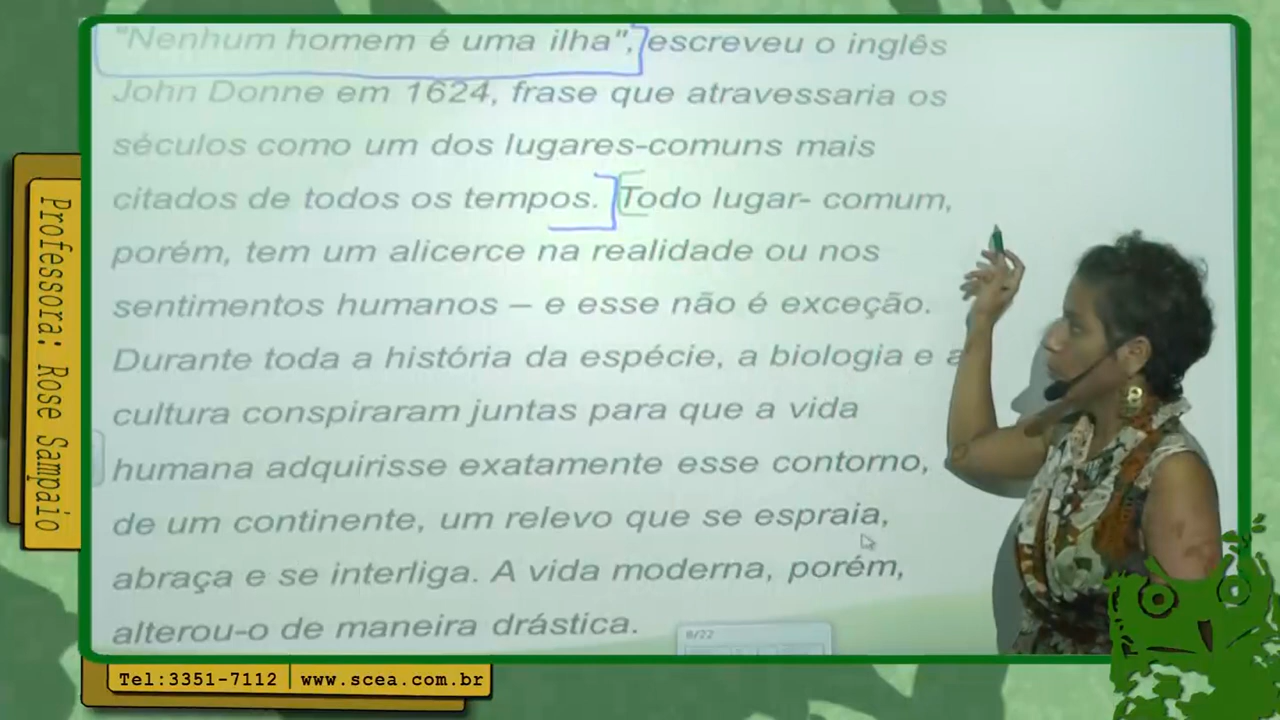 "Nenhum homem é uma ilha", escreveu o inglês
John Donne em 1624, frase que atravessaria os
séculos como um dos lugares-comuns mais
citados de todos os tempos. Todo lugar- comum,
porém, tem um alicerce na realidade ou nos
sentimentos humanos – e esse não é exceção.
Durante toda a história da espécie, a biologia e a
cultura conspiraram juntas para que a vida
humana adquirisse exatamente esse contorno,
de um continente, um relevo que se espraia,
abraça e se interliga. A vida moderna, porém,
alterou-o de maneira drástica.
8/22
Professora: Rose Sampaio
Tel:3351-7112 | www.scea.com.br